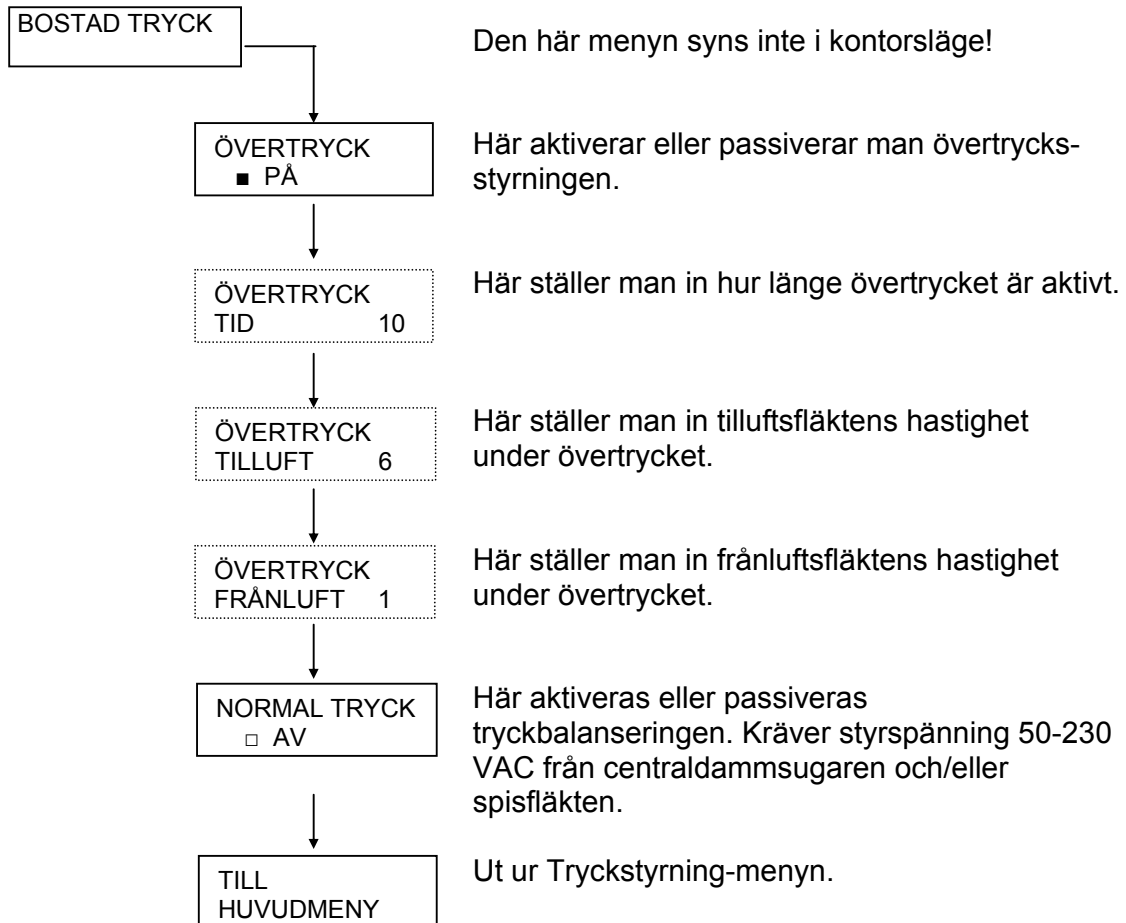 BOSTAD TRYCK
Den här menyn syns inte i kontorsläge!
ÖVERTRYCK
■ PÅ
Här aktiverar eller passiverar man övertrycks-
styrningen.
ÖVERTRYCK
TID 10
Här ställer man in hur länge övertrycket är aktivt.
ÖVERTRYCK
TILLUFT 6
Här ställer man in tilluftsfläktens hastighet
under övertrycket.
ÖVERTRYCK
FRÅNLUFT 1
Här ställer man in frånluftsfläktens hastighet
under övertrycket.
NORMAL TRYCK
□ AV
Här aktiveras eller passiveras
tryckbalanseringen. Kräver styrspänning 50-230
VAC från centraldammsugaren och/eller
spisfläkten.
TILL
HUVUDMENY
Ut ur Tryckstyrning-menyn.